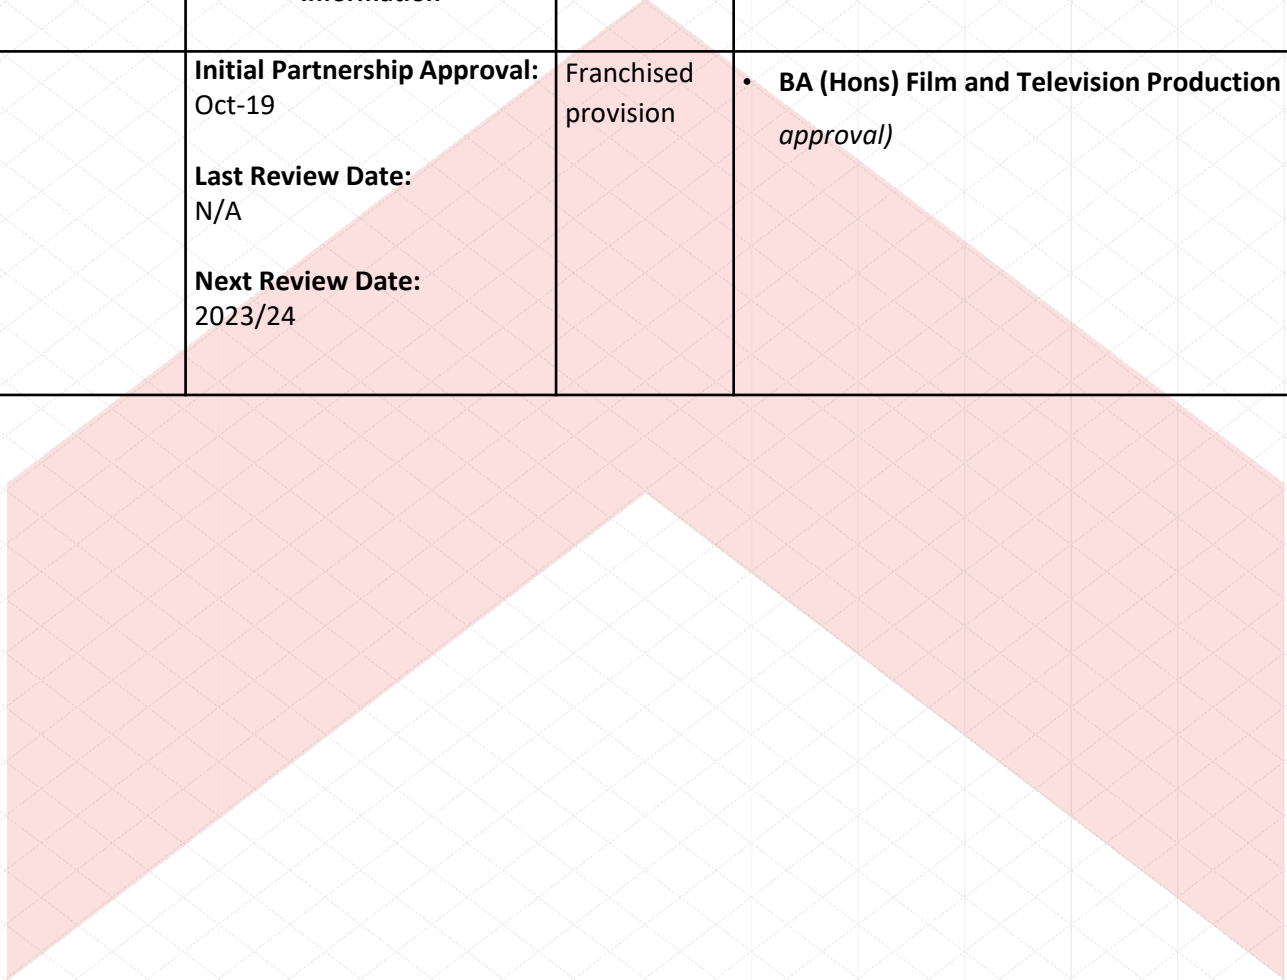 Information
Initial Partnership Approval:
Oct-19
Last Review Date:
N/A
Next Review Date:
2023/24
Franchised
provision
• BA (Hons) Film and Television Production
approval)